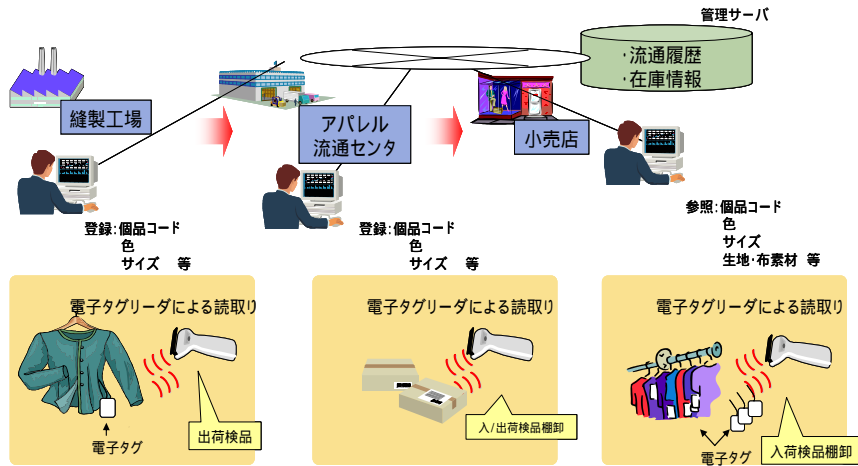 管理サーバ
・流通履歴
・在庫情報
縫製工場
アパレル
流通センタ
小売店
登録:個品コード
色
サイズ 等
登録:個品コード
色
サイズ 等
参照:個品コード
色
サイズ
生地・布素材 等
電子タグリーダによる読取り
電子タグ
出荷検品
電子タグリーダによる読取り
入/出荷検品棚卸
電子タグリーダによる読取り
電子タグ
入荷検品棚卸